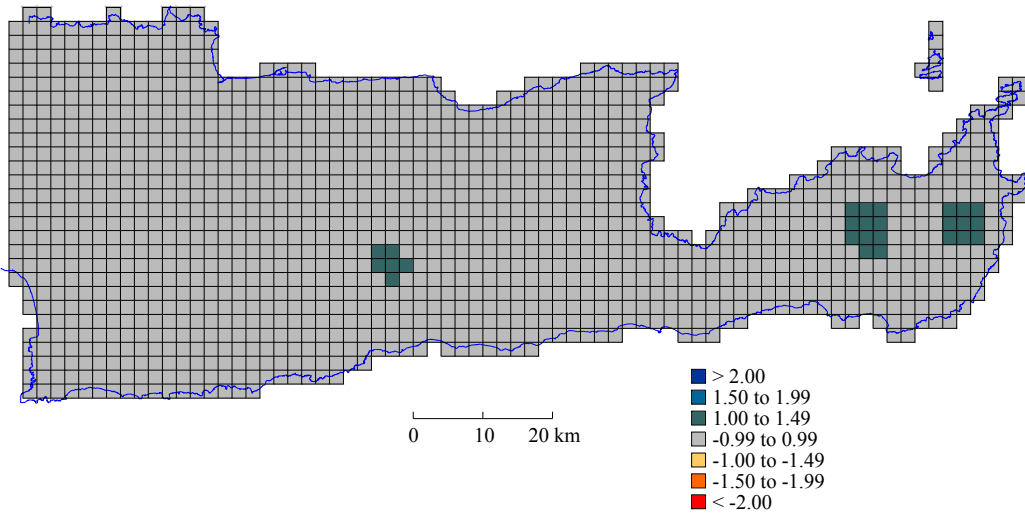 > 2.00
1.50 to 1.99
1.00 to 1.49
-0.99 to 0.99
-1.00 to -1.49
-1.50 to -1.99
< -2.00
0 10 20 km